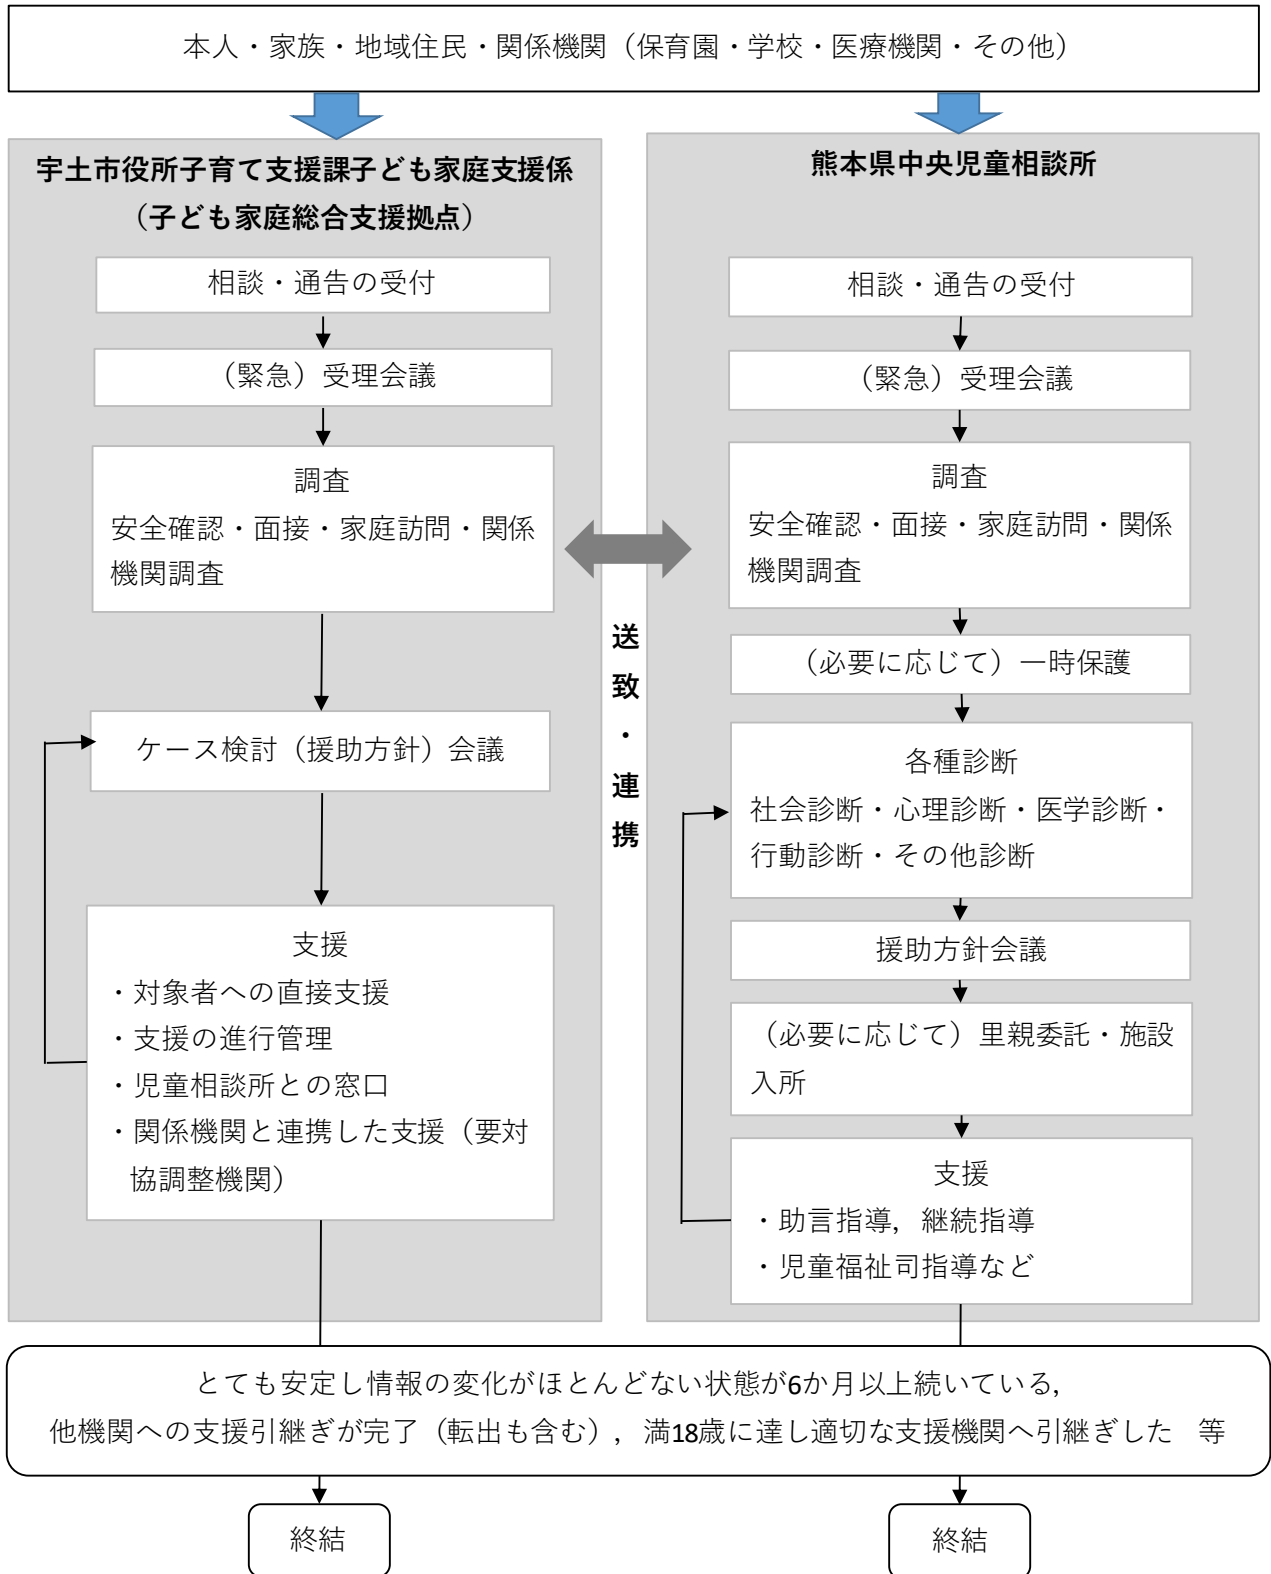 本人・家族・地域住民・関係機関（保育園・学校・医療機関・その他）
宇土市役所子育て支援課子ども家庭支援係
（子ども家庭総合支援拠点）
相談・通告の受付
（緊急）受理会議
調査
安全確認・面接・家庭訪問・関係
機関調査
ケース検討（援助方針）会議
支援
・対象者への直接支援
・支援の進行管理
・児童相談所との窓口
・関係機関と連携した支援（要対
協調整機関）
送致・連携
熊本県中央児童相談所
相談・通告の受付
（緊急）受理会議
調査
安全確認・面接・家庭訪問・関係
機関調査
（必要に応じて）一時保護
各種診断
社会診断・心理診断・医学診断・
行動診断・その他診断
援助方針会議
（必要に応じて）里親委託・施設
入所
支援
・助言指導，継続指導
・児童福祉司指導など
とても安定し情報の変化がほとんどない状態が6か月以上続いている，
他機関への支援引継ぎが完了（転出も含む），満18歳に達し適切な支援機関へ引継ぎした　等
終結
終結